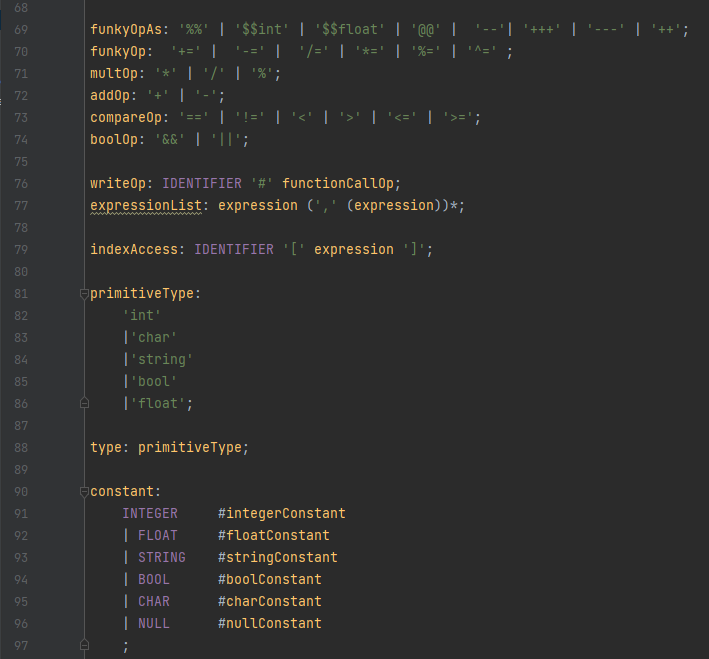 68
69 funkyOpAs: '%%' | '$$int' | '$$float' | '@@' |  '--'| '+++' | '---' | '++';
70 funkyOp:  '+=' |  '-=' |  '/=' | '*=' | '%=' | '^=' ;
71 multOp: '*' | '/' | '%';
72 addOp: '+' | '-';
73 compareOp: '==' | '!=' | '<' | '>' | '<=' | '>=';
74 boolOp: '&&' | '||';
75
76 writeOp: IDENTIFIER '#' functionCallOp;
77 expressionList: expression (',' (expression))*;
78
79 indexAccess: IDENTIFIER '[' expression ']';
80
81 primitiveType:
82     'int'
83     |'char'
84     |'string'
85     |'bool'
86     |'float';
87
88 type: primitiveType;
89
90 constant:
91     INTEGER     #integerConstant
92     | FLOAT     #floatConstant
93     | STRING    #stringConstant
94     | BOOL      #boolConstant
95     | CHAR      #charConstant
96     | NULL      #nullConstant
97     ;